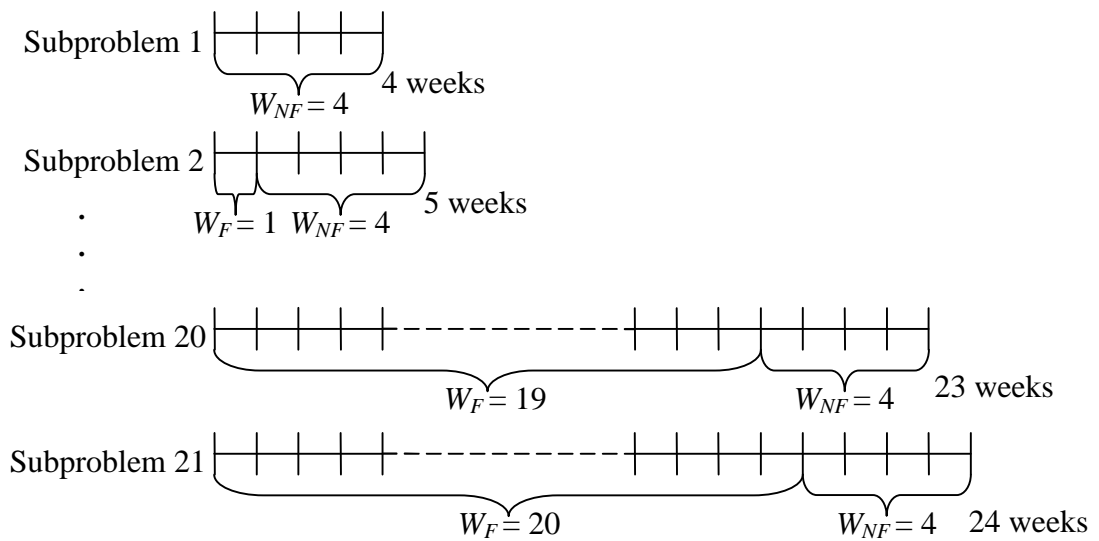 Subproblem 1
4 weeks
W_NF = 4
Subproblem 2
5 weeks
W_F = 1 W_NF = 4
.
.
.
Subproblem 20
W_F = 19
W_NF = 4
23 weeks
Subproblem 21
W_F = 20
W_NF = 4
24 weeks